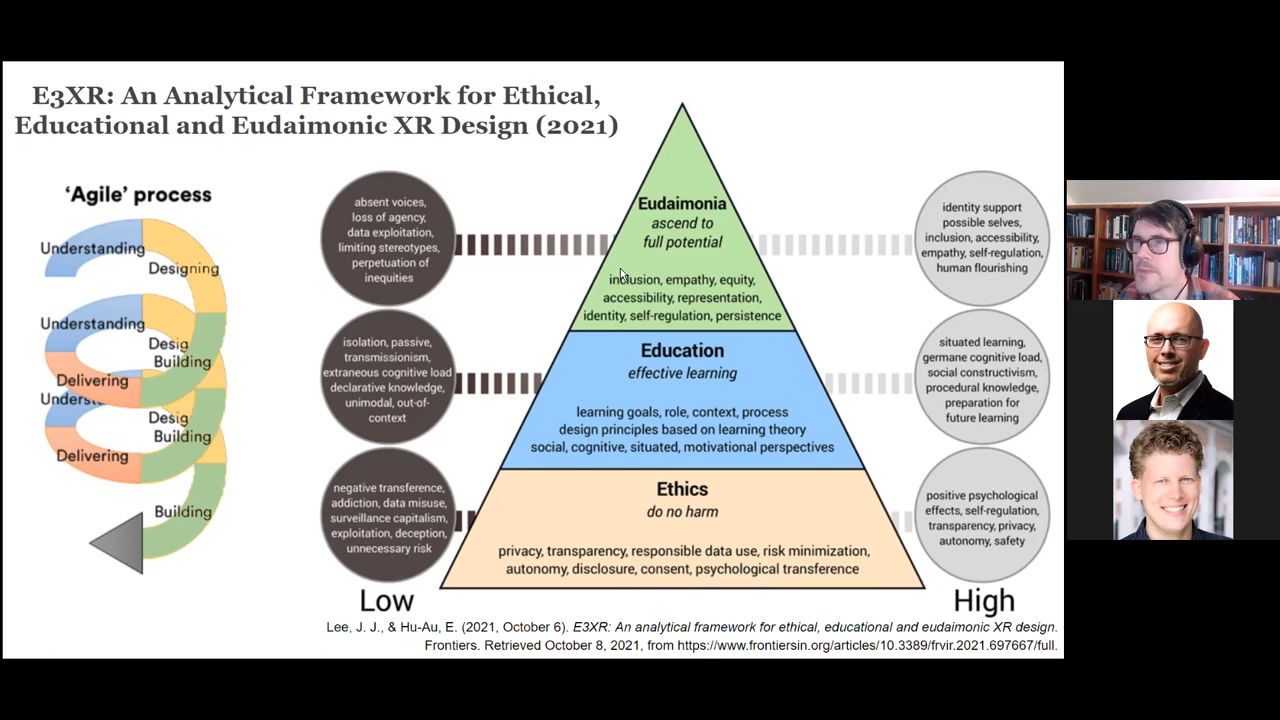 E3XR: An Analytical Framework for Ethical,
Educational and Eudaimonic XR Design (2021)
'Agile' process
Understanding
Designing
Understanding
Desig
Building
Delivering
Underst
Desig
Building
Delivering
Building
absent voices,
loss of agency,
data exploitation,
limiting stereotypes,
perpetuation of
inequities
isolation, passive,
transmissionism,
extraneous cognitive load
declarative knowledge,
unimodal, out-of-
context
negative transference,
addiction, data misuse,
surveillance capitalism,
exploitation, deception,
unnecessary risk
Low
Eudaimonia
ascend to
full potential
inclusion, empathy, equity,
accessibility, representation,
identity, self-regulation, persistence
Education
effective learning
learning goals, role, context, process
design principles based on learning theory
social, cognitive, situated, motivational perspectives
Ethics
do no harm
privacy, transparency, responsible data use, risk minimization,
autonomy, disclosure, consent, psychological transference
identity support
possible selves,
inclusion, accessibility,
empathy, self-regulation,
human flourishing
situated learning,
germane cognitive load,
social constructivism,
procedural knowledge,
preparation for
future learning
positive psychological
effects, self-regulation,
transparency, privacy,
autonomy, safety
High
Lee, J. J., & Hu-Au, E. (2021, October 6). E3XR: An analytical framework for ethical, educational and eudaimonic XR design.
Frontiers. Retrieved October 8, 2021, from https://www.frontiersin.org/articles/10.3389/frvir.2021.697667/full.